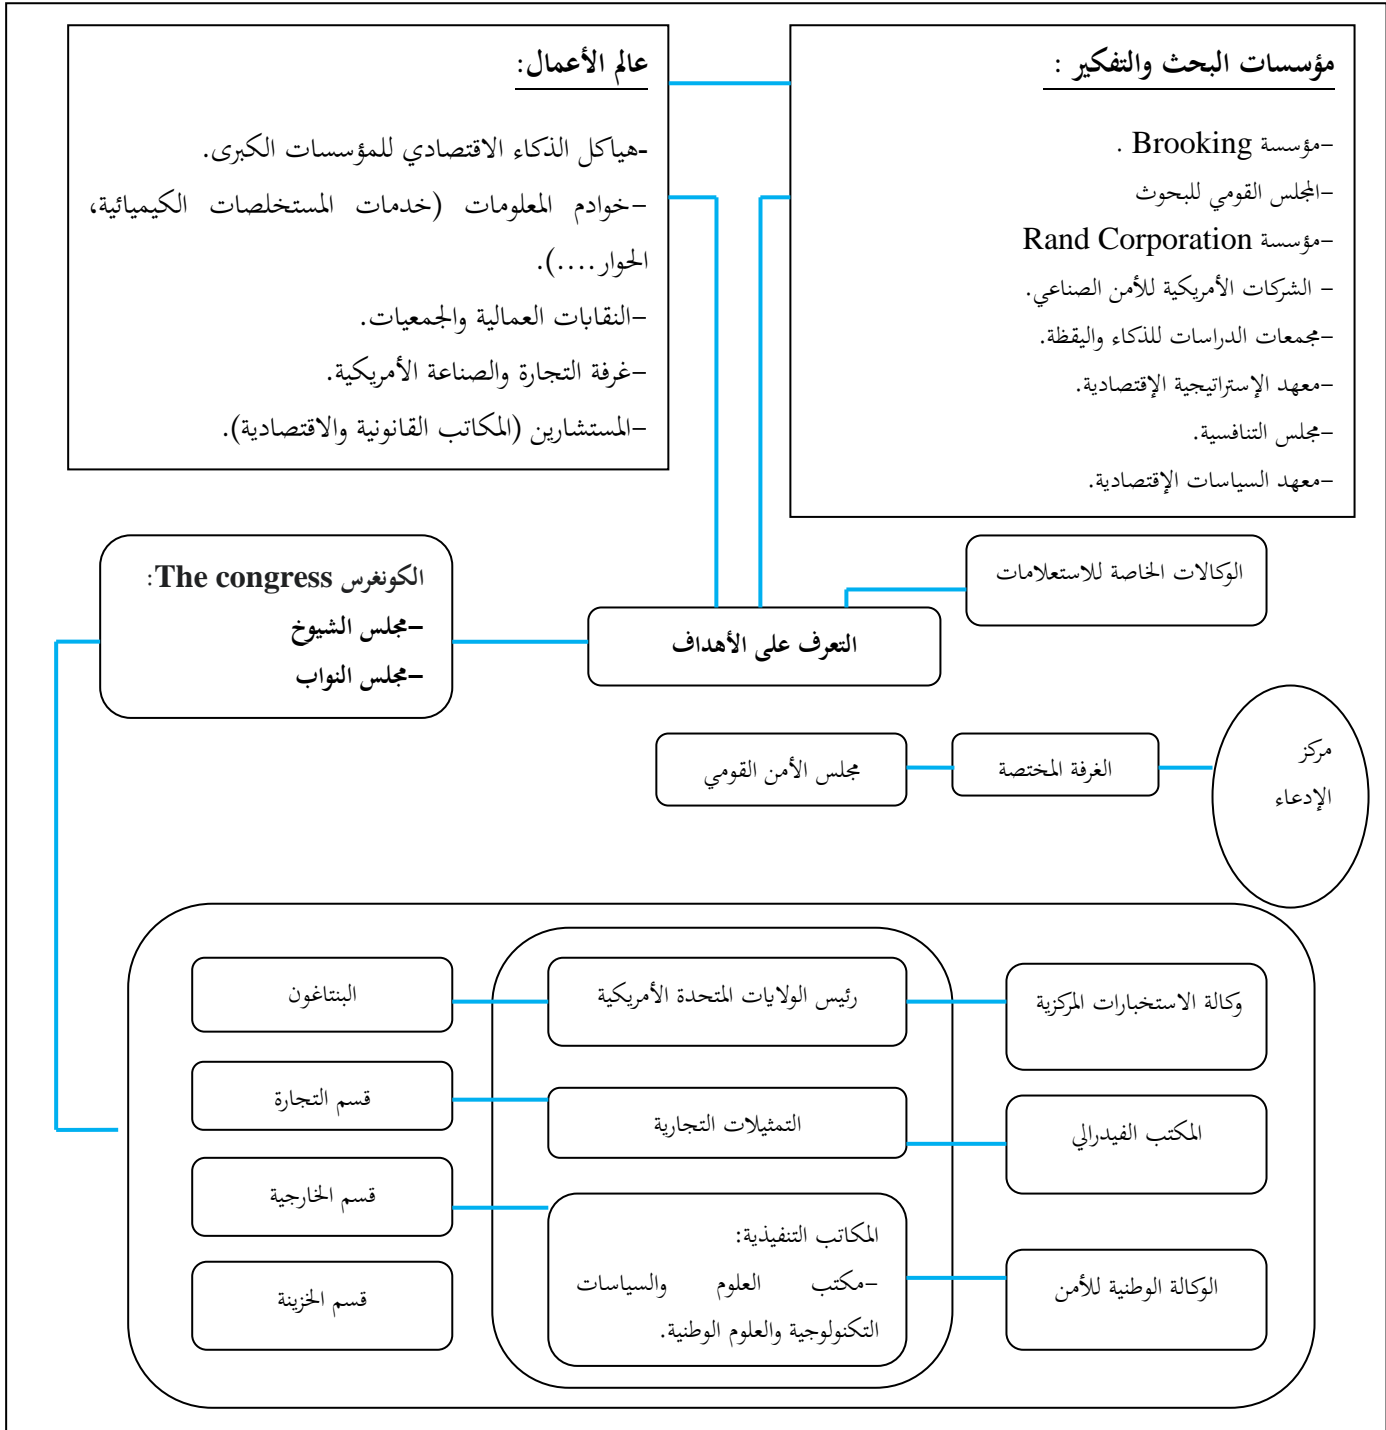 مؤسسات البحث والتفكير :
-مؤسسة Brooking .
-المجلس القومي للبحوث
-مؤسسة Rand Corporation
- الشركات الأمريكية للأمن الصناعي.
-مجمعات الدراسات للذكاء واليقظة.
-معهد الإستراتيجية الإقتصادية.
-مجلس التنافسية.
-معهد السياسات الإقتصادية.
عالم الأعمال:
-هياكل الذكاء الاقتصادي للمؤسسات الكبرى.
-خوادم المعلومات (خدمات المستخلصات الكيميائية،
الحوار....).
-النقابات العمالية والجمعيات.
-غرفة التجارة والصناعة الأمريكية.
-المستشارين (المكاتب القانونية والاقتصادية).
الوكالات الخاصة للاستعلامات
التعرف على الأهداف
الكونغرس The congress:
-مجلس الشيوخ
-مجلس النواب
مركز
الإدعاء
الغرفة المختصة
مجلس الأمن القومي
وكالة الاستخبارات المركزية
رئيس الولايات المتحدة الأمريكية
البنتاغون
المكتب الفيدرالي
التمثيلات التجارية
قسم التجارة
الوكالة الوطنية للأمن
المكاتب التنفيذية:
-مكتب العلوم والسياسات
التكنولوجية والعلوم الوطنية.
قسم الخارجية
قسم الخزينة